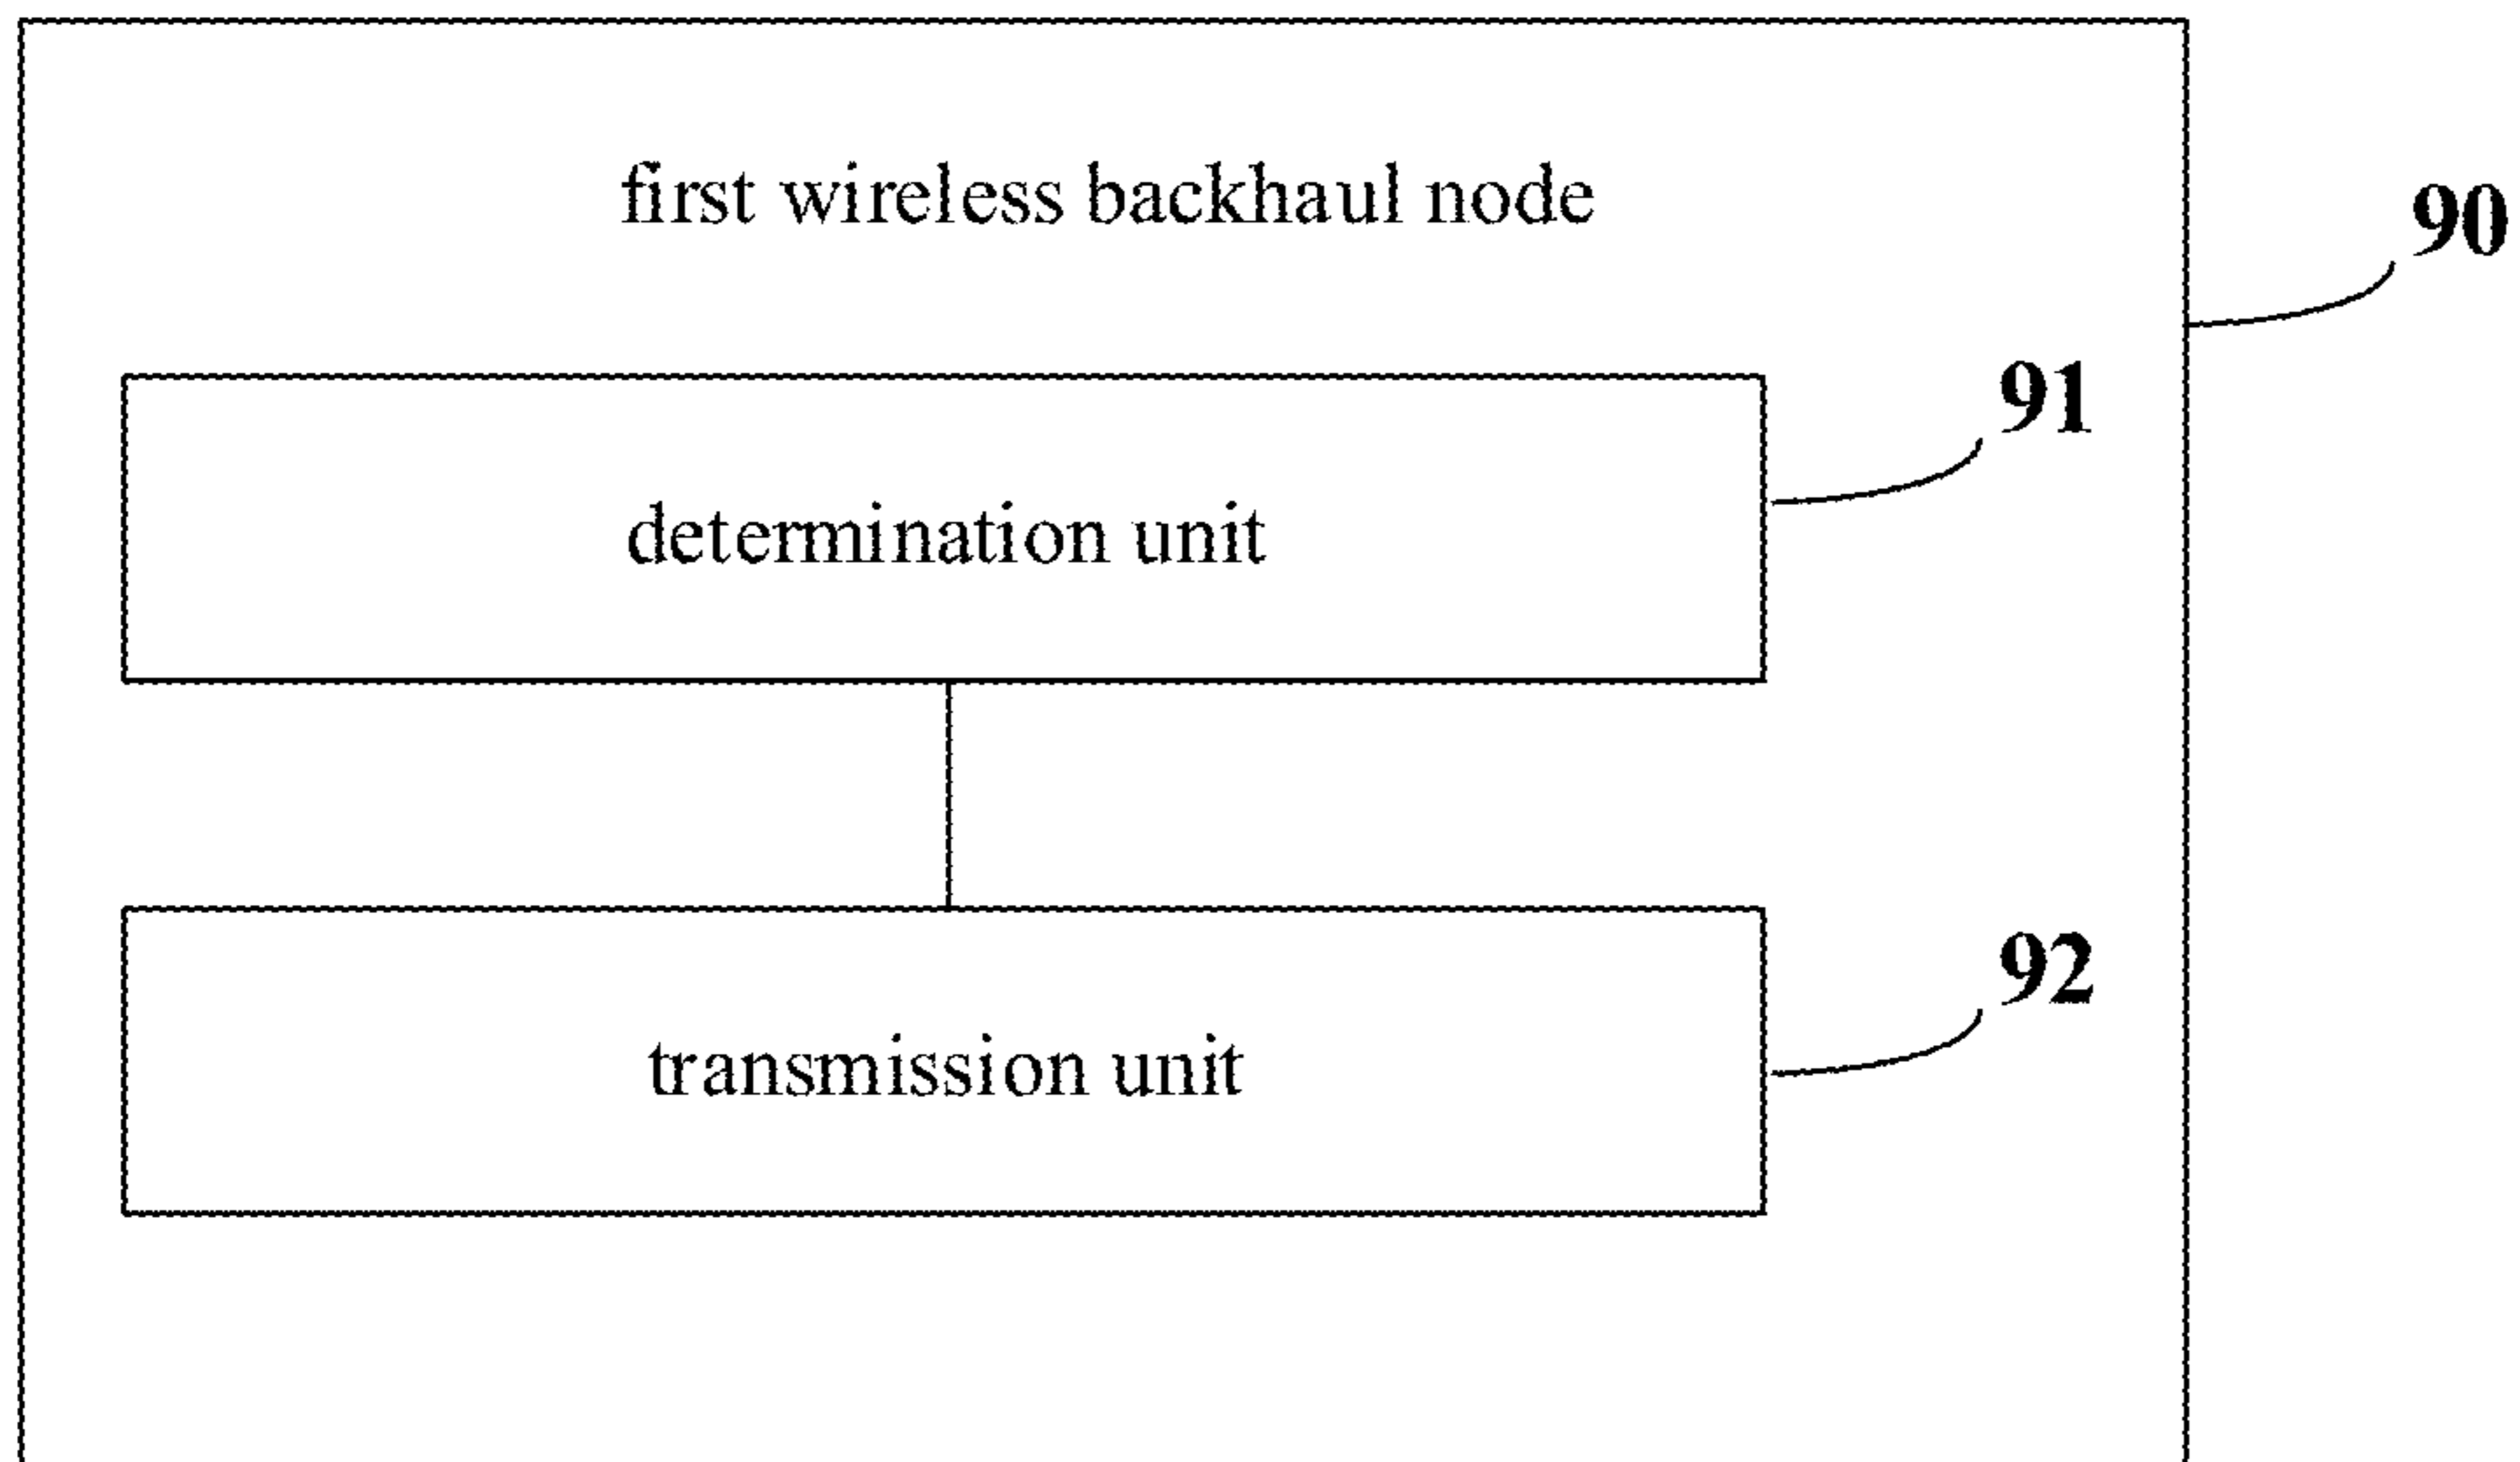 first wireless backhaul node
90
91
determination unit
92
transmission unit